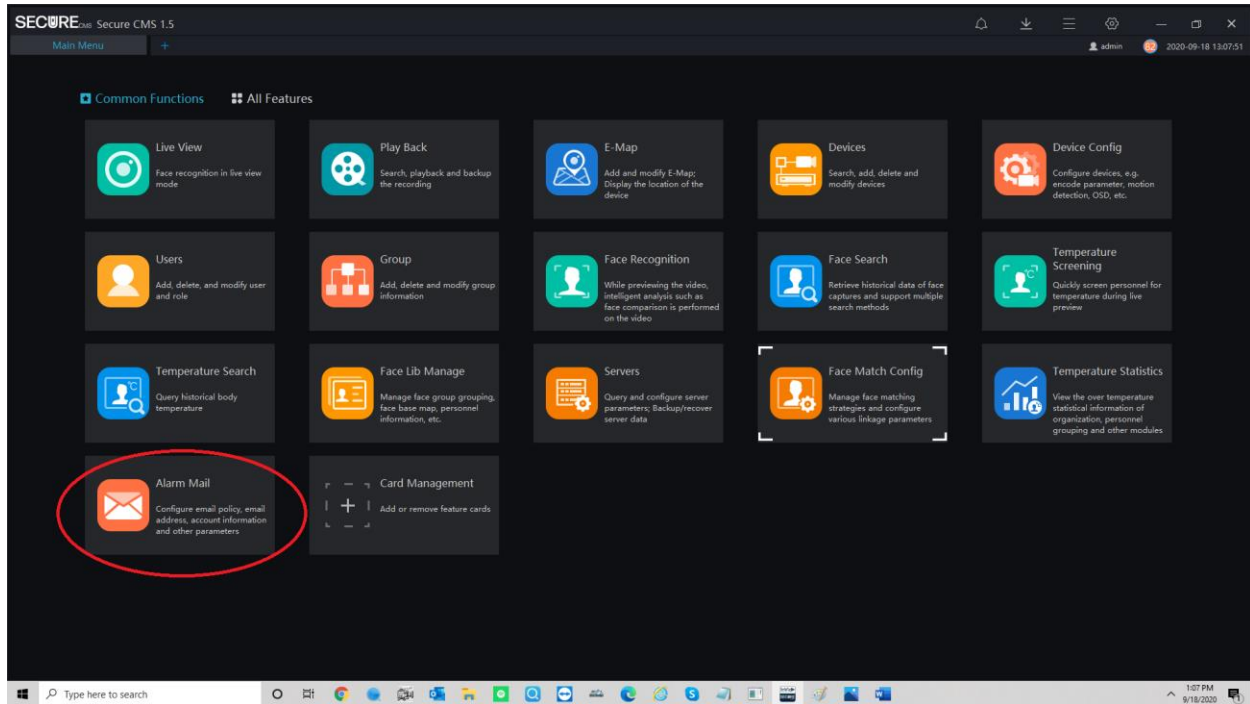 SECURE CMS Secure CMS 1.5
Main Menu +
admin 2020-09-18 13:07:51
Common Functions All Features
Live View
Face recognition in live view
mode
Play Back
Search, playback and backup
the recording
E-Map
Add and modify E-Map;
Display the location of the
device
Devices
Search, add, delete and
modify devices
Device Config
Configure devices, e.g.
encode parameter, motion
detection, OSD, etc.
Users
Add, delete, and modify user
and role
Group
Add, delete and modify group
information
Face Recognition
While previewing the video,
intelligent analysis such as
face comparison is performed
on the video
Face Search
Retrieve historical data of face
captures and support multiple
search methods
Temperature
Screening
Quickly screen personnel for
temperature during live
preview
Temperature Search
Query historical body
temperature
Face Lib Manage
Manage face group grouping,
face base map, personnel
information, etc.
Servers
Query and configure server
parameters; Backup/recover
server data
Face Match Config
Manage face matching
strategies and configure
various linkage parameters
Temperature Statistics
View the over temperature
statistical information of
organization, personnel
grouping and other modules
Alarm Mail
Configure email policy, email
address, account information
and other parameters
Card Management
Add or remove feature cards
Type here to search
1:07 PM
9/18/2020